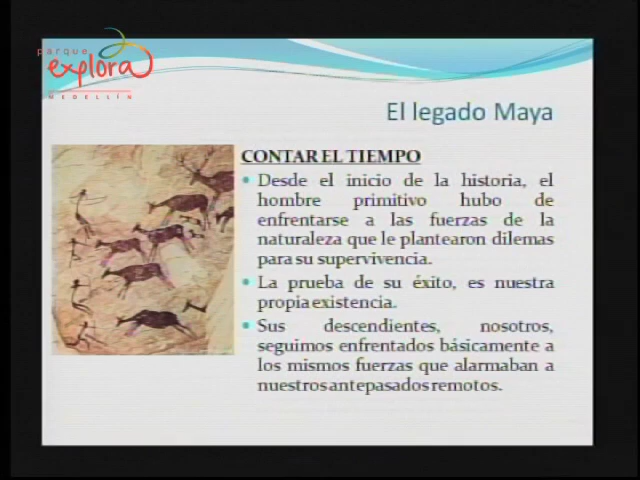 parque
explora
MEDELLÍN
El legado Maya
CONTAR EL TIEMPO
• Desde el inicio de la historia, el
hombre primitivo hubo de
enfrentarse a las fuerzas de la
naturaleza que le plantearon dilemas
para su supervivencia.
• La prueba de su éxito, es nuestra
propia existencia.
• Sus descendientes, nosotros,
seguimos enfrentados básicamente a
los mismos fuerzas que alarmaban a
nuestros antepasados remotos.